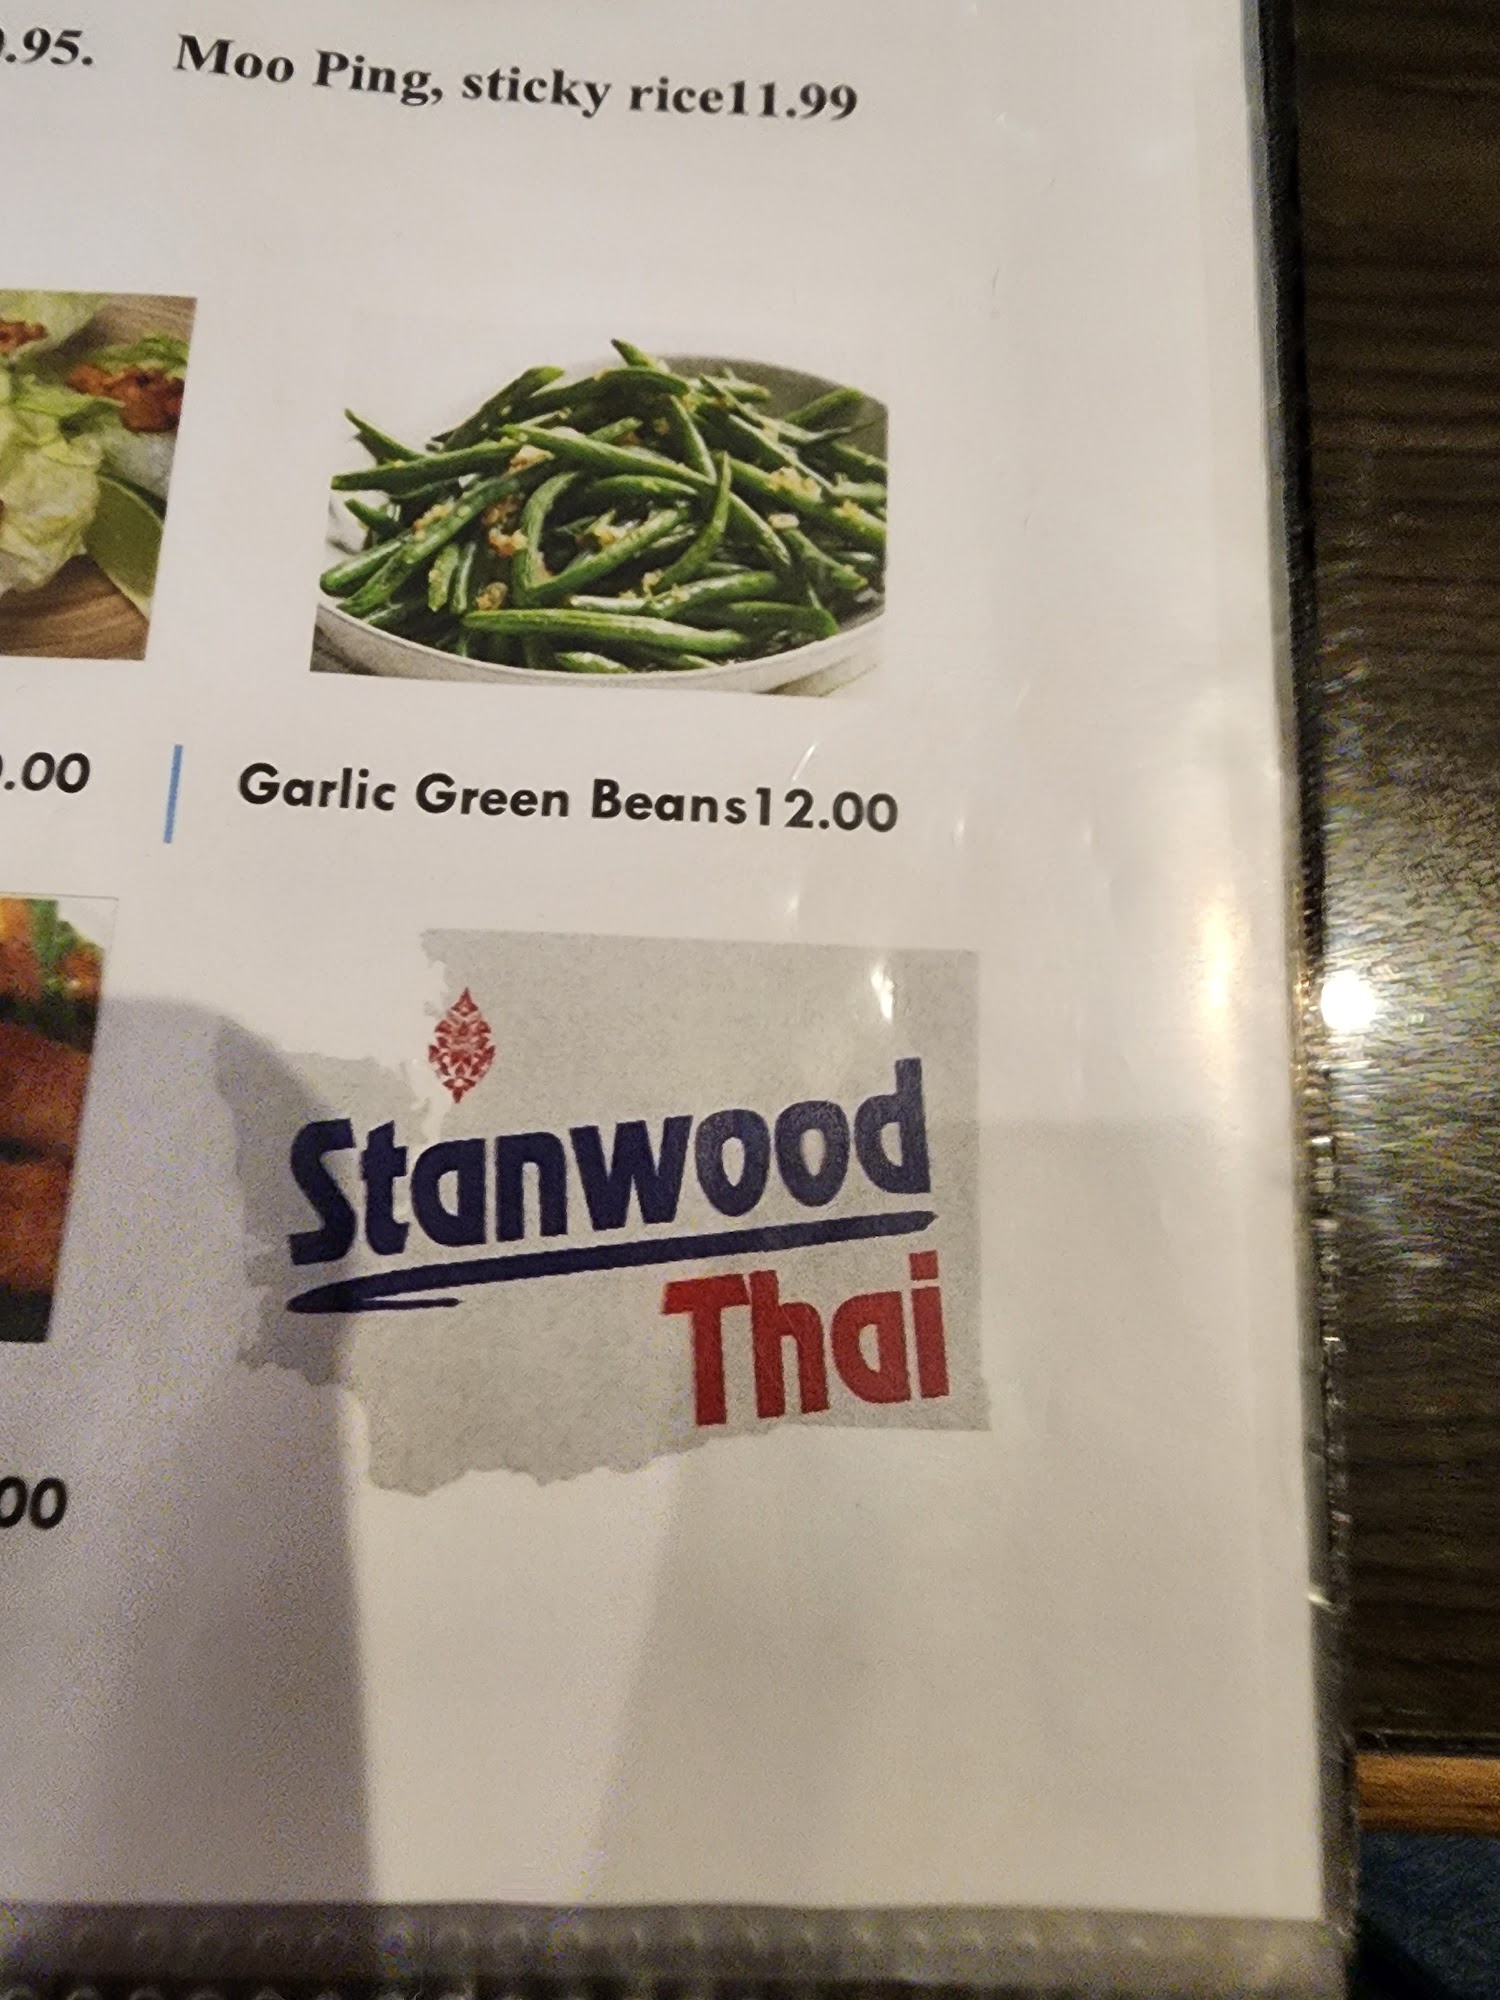 .95. Moo Ping, sticky rice11.99
.00 Garlic Green Beans12.00
Stanwood
Thai
00